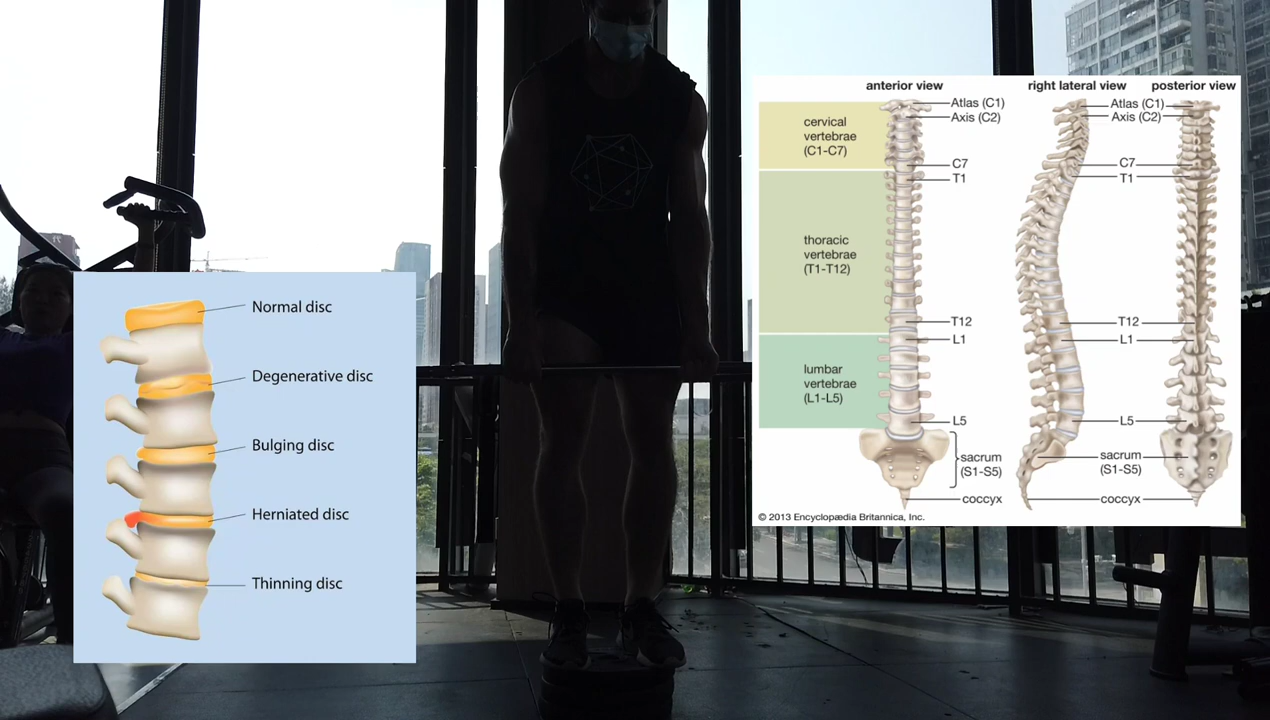 Normal disc
Degenerative disc
Bulging disc
Herniated disc
Thinning disc
anterior view
right lateral view
posterior view
cervical
vertebrae
(C1-C7)
thoracic
vertebrae
(T1-T12)
lumbar
vertebrae
(L1-L5)
Atlas (C1)
Axis (C2)
C7
T1
T12
L1
L5
sacrum
(S1-S5)
coccyx
Atlas (C1)
Axis (C2)
C7
T1
T12
L1
L5
sacrum
(S1-S5)
coccyx
© 2013 Encyclopædia Britannica, Inc.